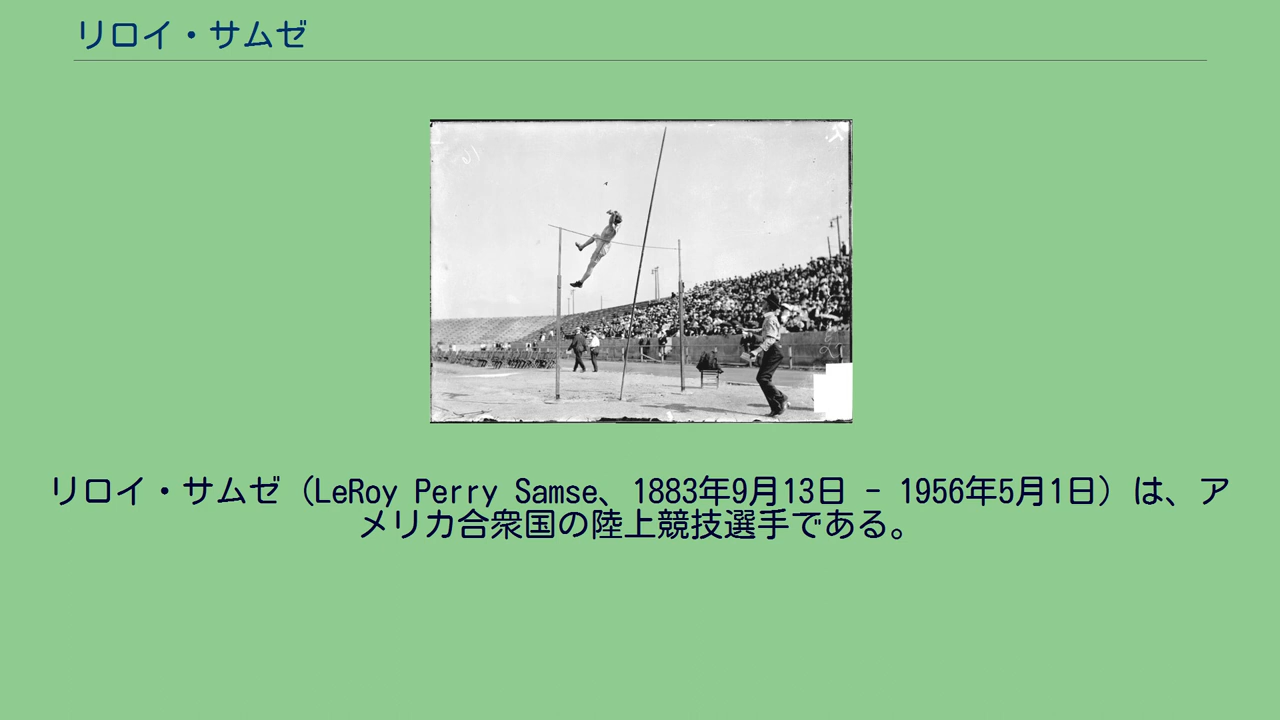 リロイ・サムゼ
リロイ・サムゼ（LeRoy Perry Samse、1883年9月13日 - 1956年5月1日）は、ア
メリカ合衆国の陸上競技選手である。